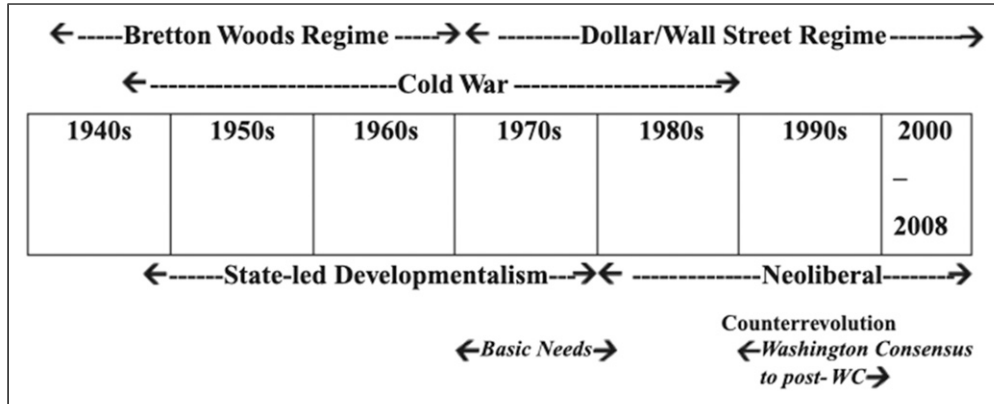 ←-----Bretton Woods Regime -----→ ←- ---------Dollar/Wall Street Regime--------→
←----------------------------Cold War -------------------------→
1940s 1950s 1960s 1970s 1980s 1990s 2000
–
2008
←------State-led Developmentalism---→← --------------Neoliberal--------→
Counterrevolution
←Basic Needs→ ←Washington Consensus
to post- WC→